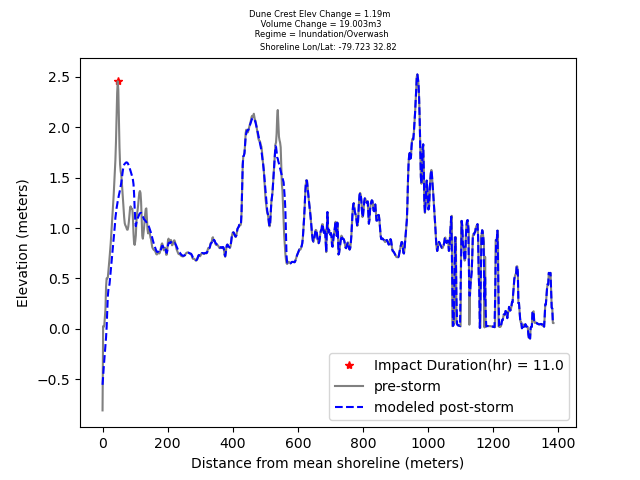 Dune Crest Elev Change = 1.19m
Volume Change = 19.003m3
Regime = Inundation/Overwash
Shoreline Lon/Lat: -79.723 32.82
2.5
2.0
1.5
1.0
0.5
0.0
−0.5
Elevation (meters)
Impact Duration(hr) = 11.0
pre-storm
modeled post-storm
0 200 400 600 800 1000 1200 1400
Distance from mean shoreline (meters)